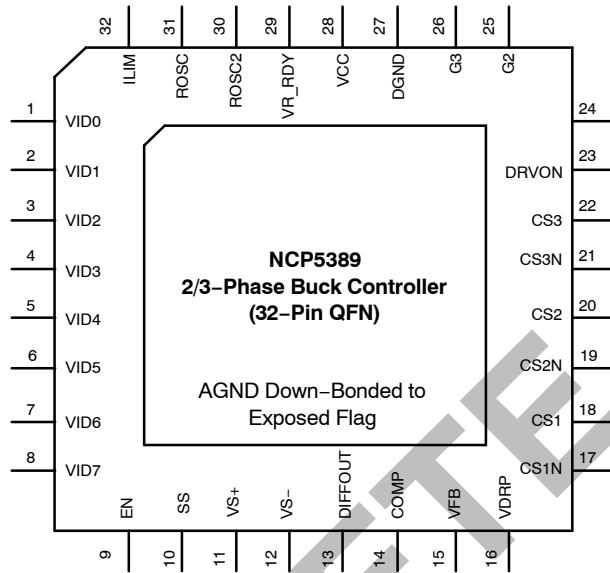 32 31 30 29 28 27 26 25
ILIM ROSC ROSC2 VR_RDY VCC DGND G3 G2
1 VID0
2 VID1
3 VID2
4 VID3
5 VID4
6 VID5
7 VID6
8 VID7
24
DRVON 23
CS3 22
CS3N 21
CS2 20
CS2N 19
CS1 18
CS1N 17
NCP5389
2/3−Phase Buck Controller
(32−Pin QFN)
AGND Down−Bonded to
Exposed Flag
EN SS VS+ VS− DIFFOUT COMP VFB VDRP
9 10 11 12 13 14 15 16
ETE